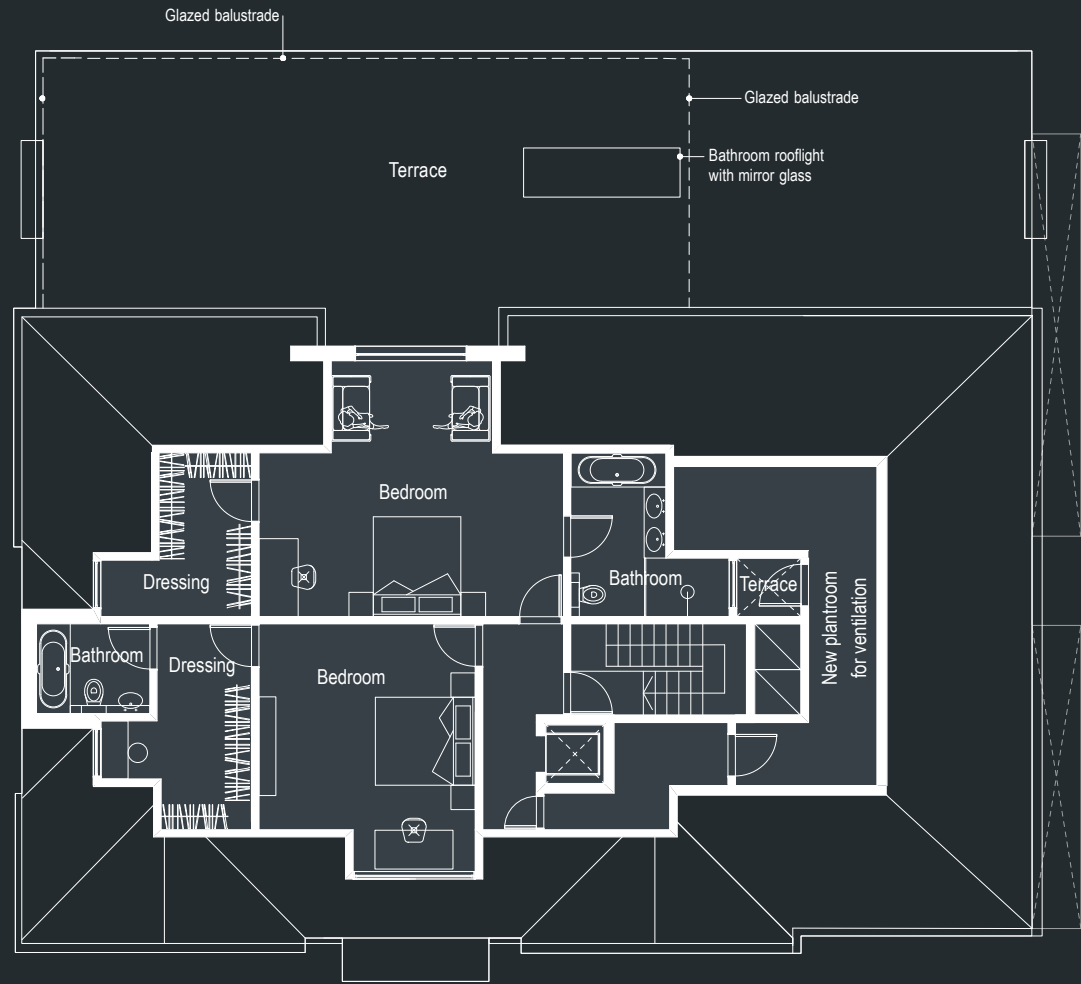 Glazed balustrade
Glazed balustrade
Terrace
Bathroom rooflight
with mirror glass
Bedroom
Dressing
Bathroom
Terrace
New plantroom
for ventilation
Bathroom
Dressing
Bedroom